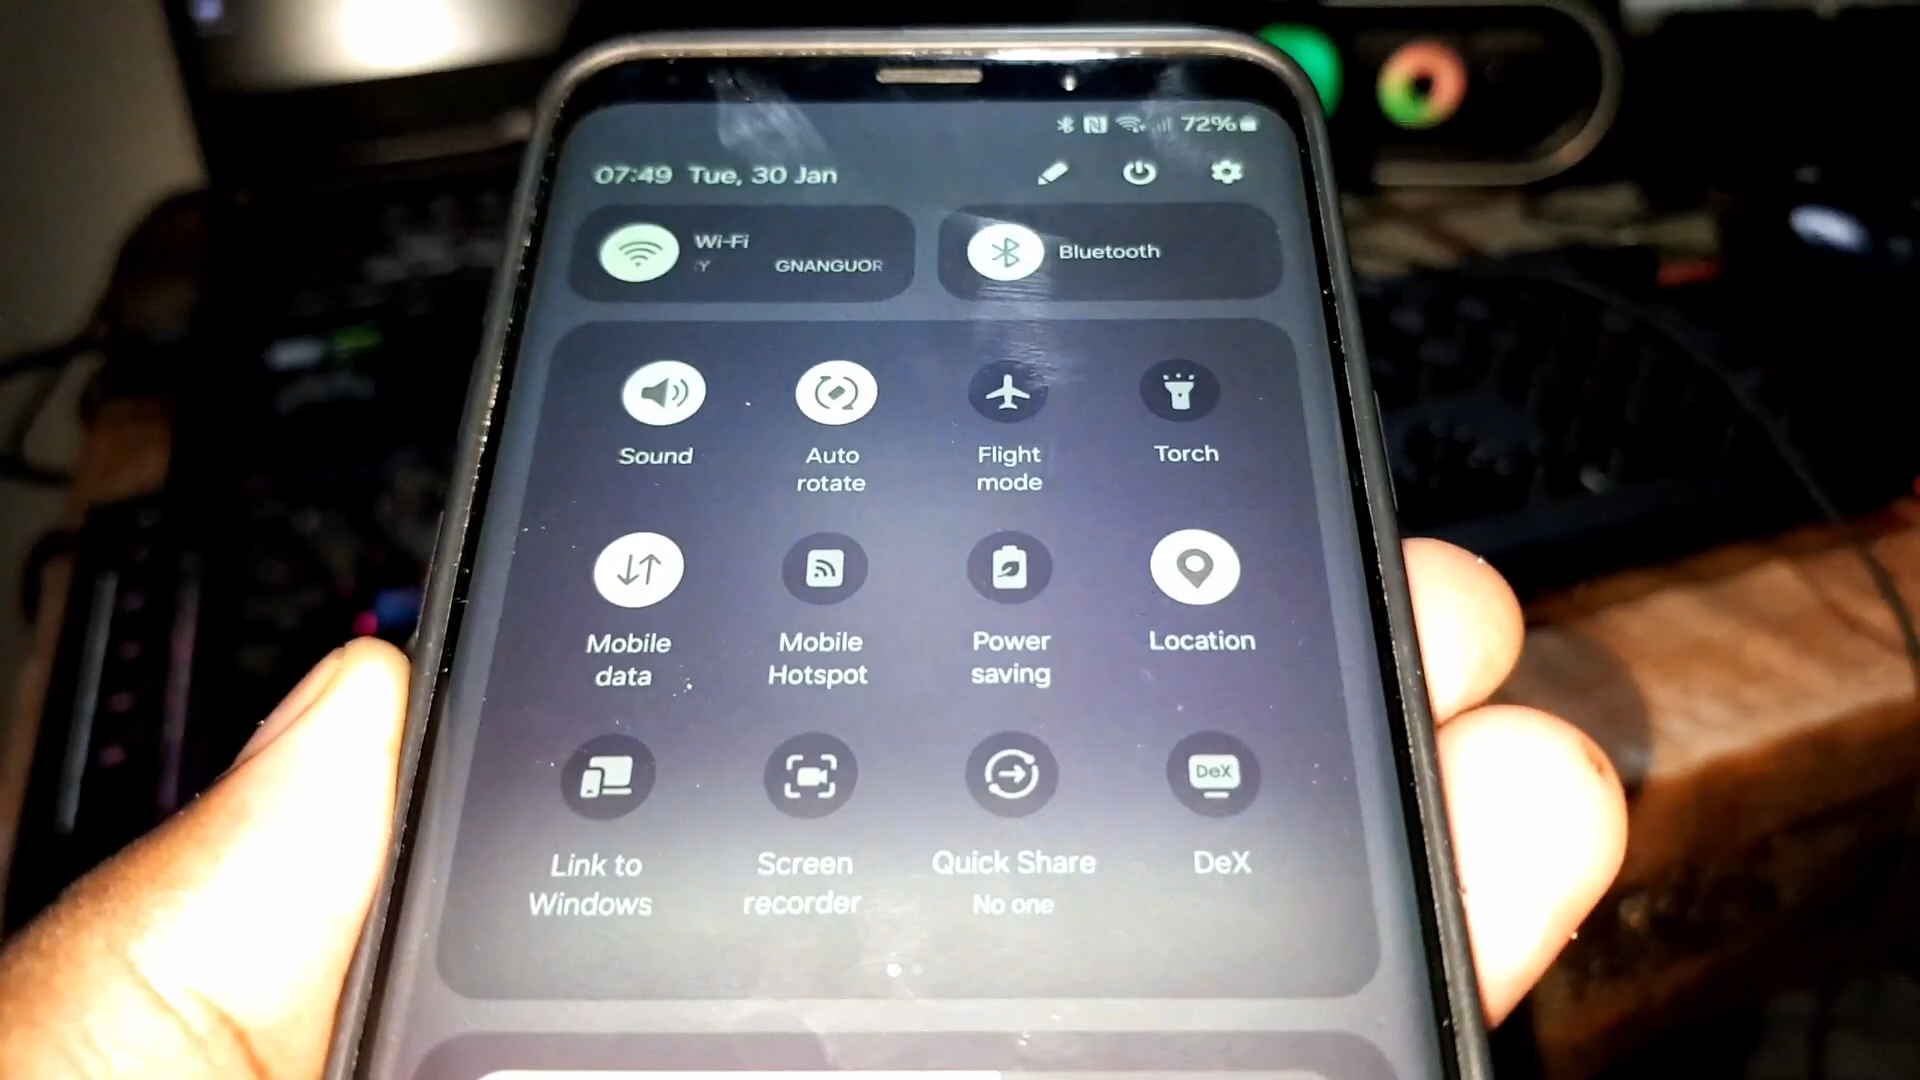 72%
07:49 Tue, 30 Jan
Wi-Fi
Y GNANGUOR
Bluetooth
Sound
Auto
rotate
Flight
mode
Torch
Mobile
data
Mobile
Hotspot
Power
saving
Location
Link to
Windows
Screen
recorder
Quick Share
No one
DeX
DeX